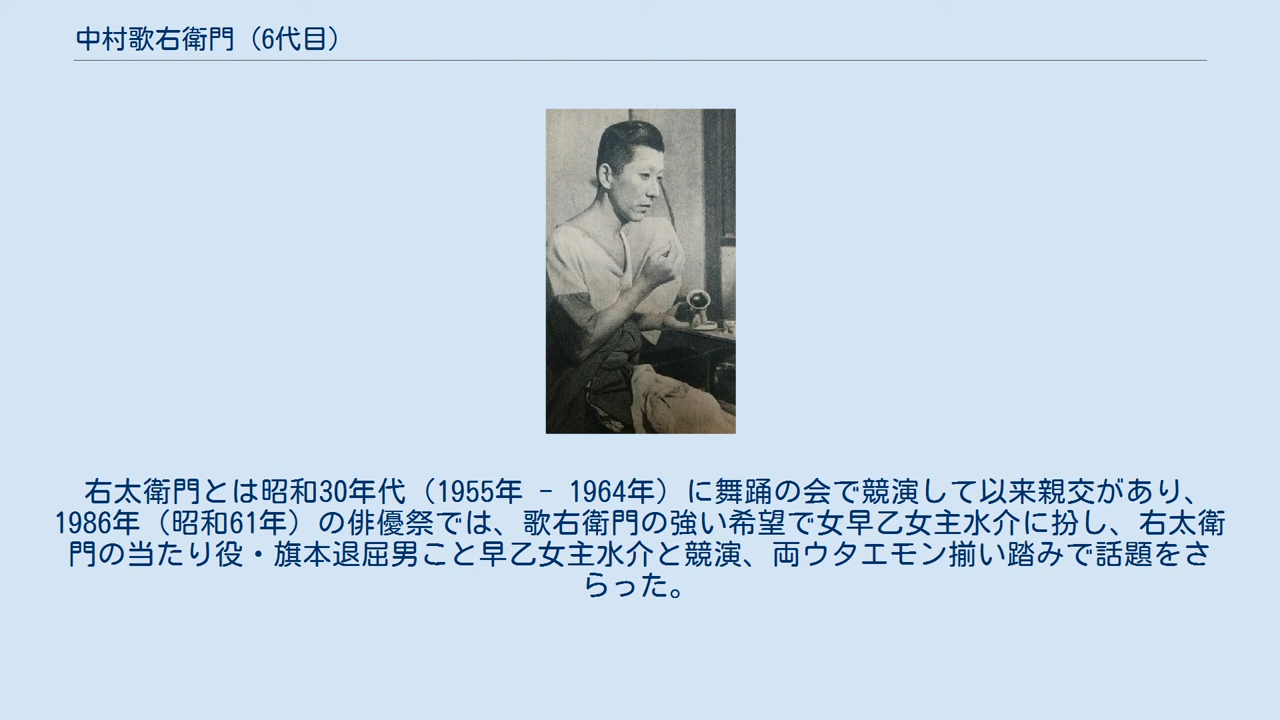 中村歌右衛門（6代目）
右太衛門とは昭和30年代（1955年 - 1964年）に舞踊の会で競演して以来親交があり、
1986年（昭和61年）の俳優祭では、歌右衛門の強い希望で女早乙女主水介に扮し、右太衛
門の当たり役・旗本退屈男こと早乙女主水介と競演、両ウタエモン揃い踏みで話題をさ
らった。